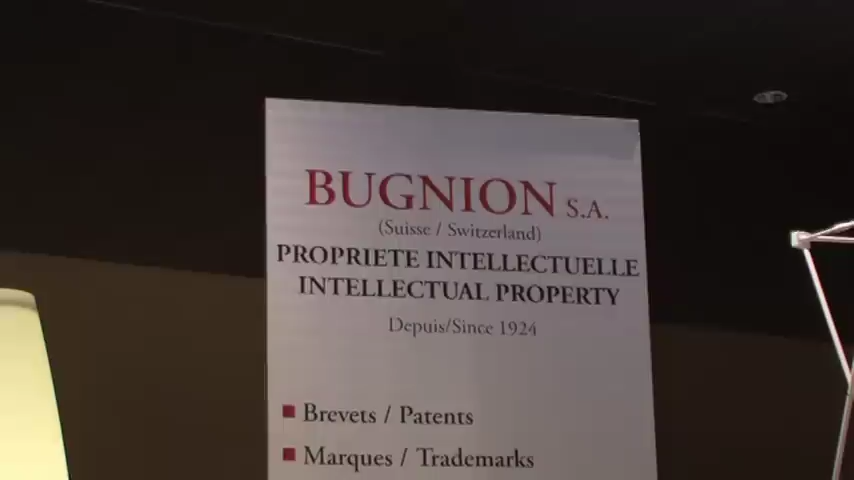 BUGNION S.A.
(Suisse / Switzerland)
PROPRIETE INTELLECTUELLE
INTELLECTUAL PROPERTY
Depuis/Since 1924
Brevets / Patents
Marques / Trademarks